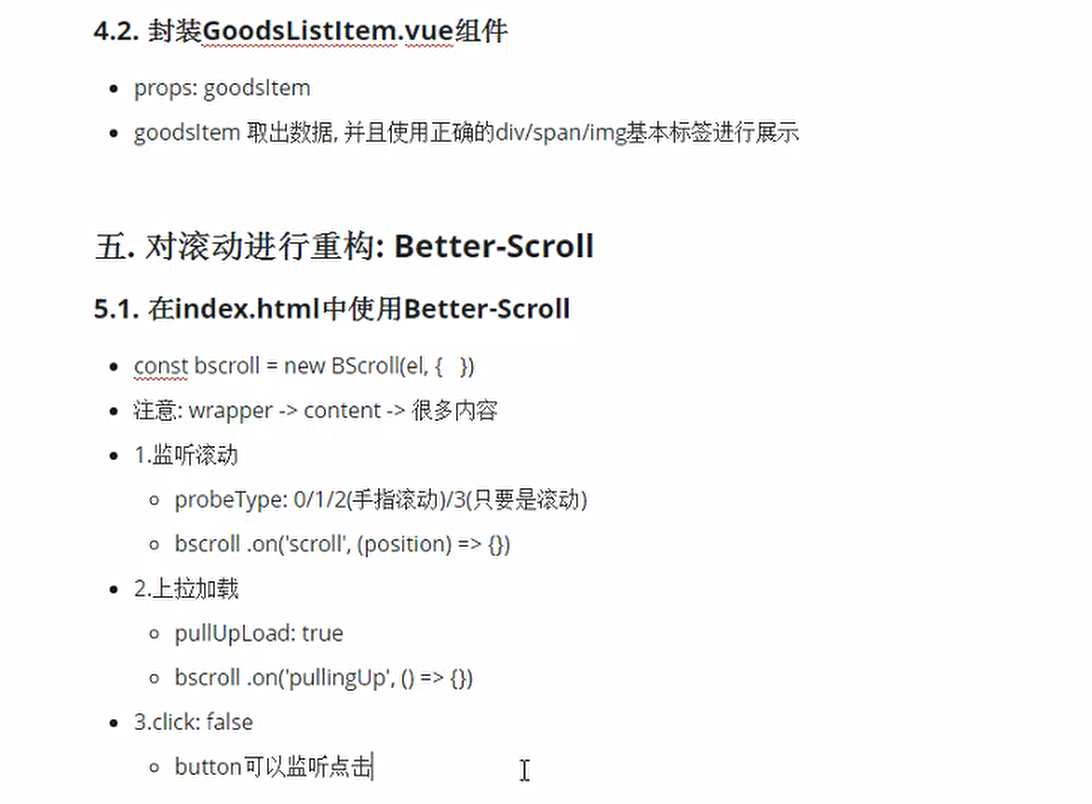 4.2. 封装GoodsListItem.vue组件
props: goodsItem
goodsItem 取出数据, 并且使用正确的div/span/img基本标签进行展示
五. 对滚动进行重构: Better-Scroll
5.1. 在index.html中使用Better-Scroll
const bscroll = new BScroll(el, {   })
注意: wrapper -> content -> 很多内容
1.监听滚动
probeType: 0/1/2(手指滚动)/3(只要是滚动)
bscroll .on('scroll', (position) => {})
2.上拉加载
pullUpLoad: true
bscroll .on('pullingUp', () => {})
3.click: false
button可以监听点击